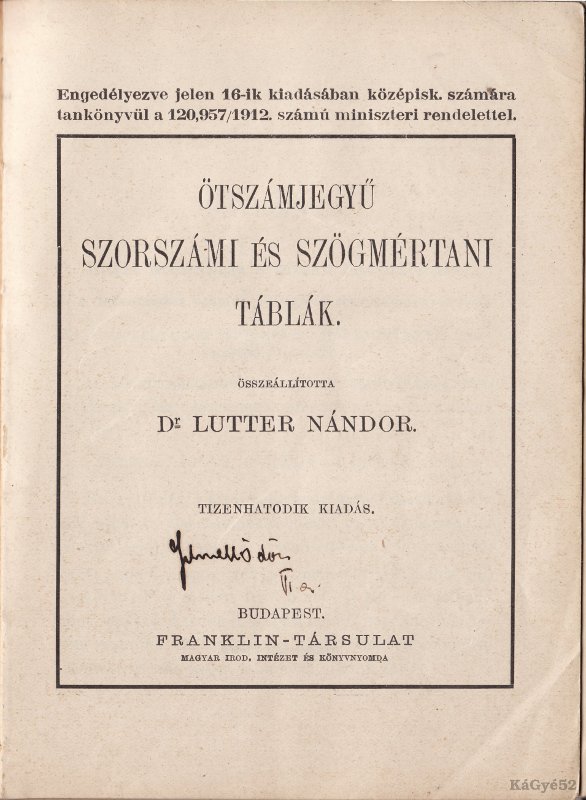 Engedélyezve jelen 16-ik kiadásában középisk. számára
tankönyvül a 120,957/1912. számú miniszteri rendelettel.
ÖTSZÁMJEGYŰ
SZORSZÁMI ÉS SZÖGMÉRTANI
TÁBLÁK.
ÖSSZEÁLLÍTOTTA
Dr LUTTER NÁNDOR.
TIZENHATODIK KIADÁS.
VI a.
BUDAPEST.
FRANKLIN-TÁRSULAT
MAGYAR IROD. INTÉZET ÉS KÖNYVNYOMDA
KáGyé52